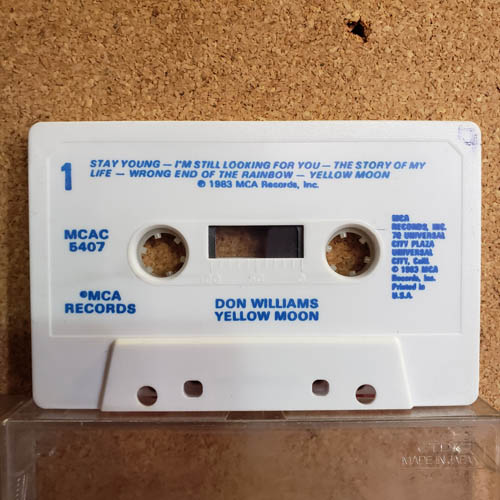 1
STAY YOUNG — I'M STILL LOOKING FOR YOU — THE STORY OF MY
LIFE — WRONG END OF THE RAINBOW — YELLOW MOON
℗ 1983 MCA Records, Inc.
MCAC
5407
MCA
RECORDS, INC.
70 UNIVERSAL
CITY PLAZA
UNIVERSAL
CITY, Calif.
© 1983 MCA
Records, Inc.
Printed in
U.S.A.
MCA
RECORDS
DON WILLIAMS
YELLOW MOON
TDK
MADE IN JAPAN